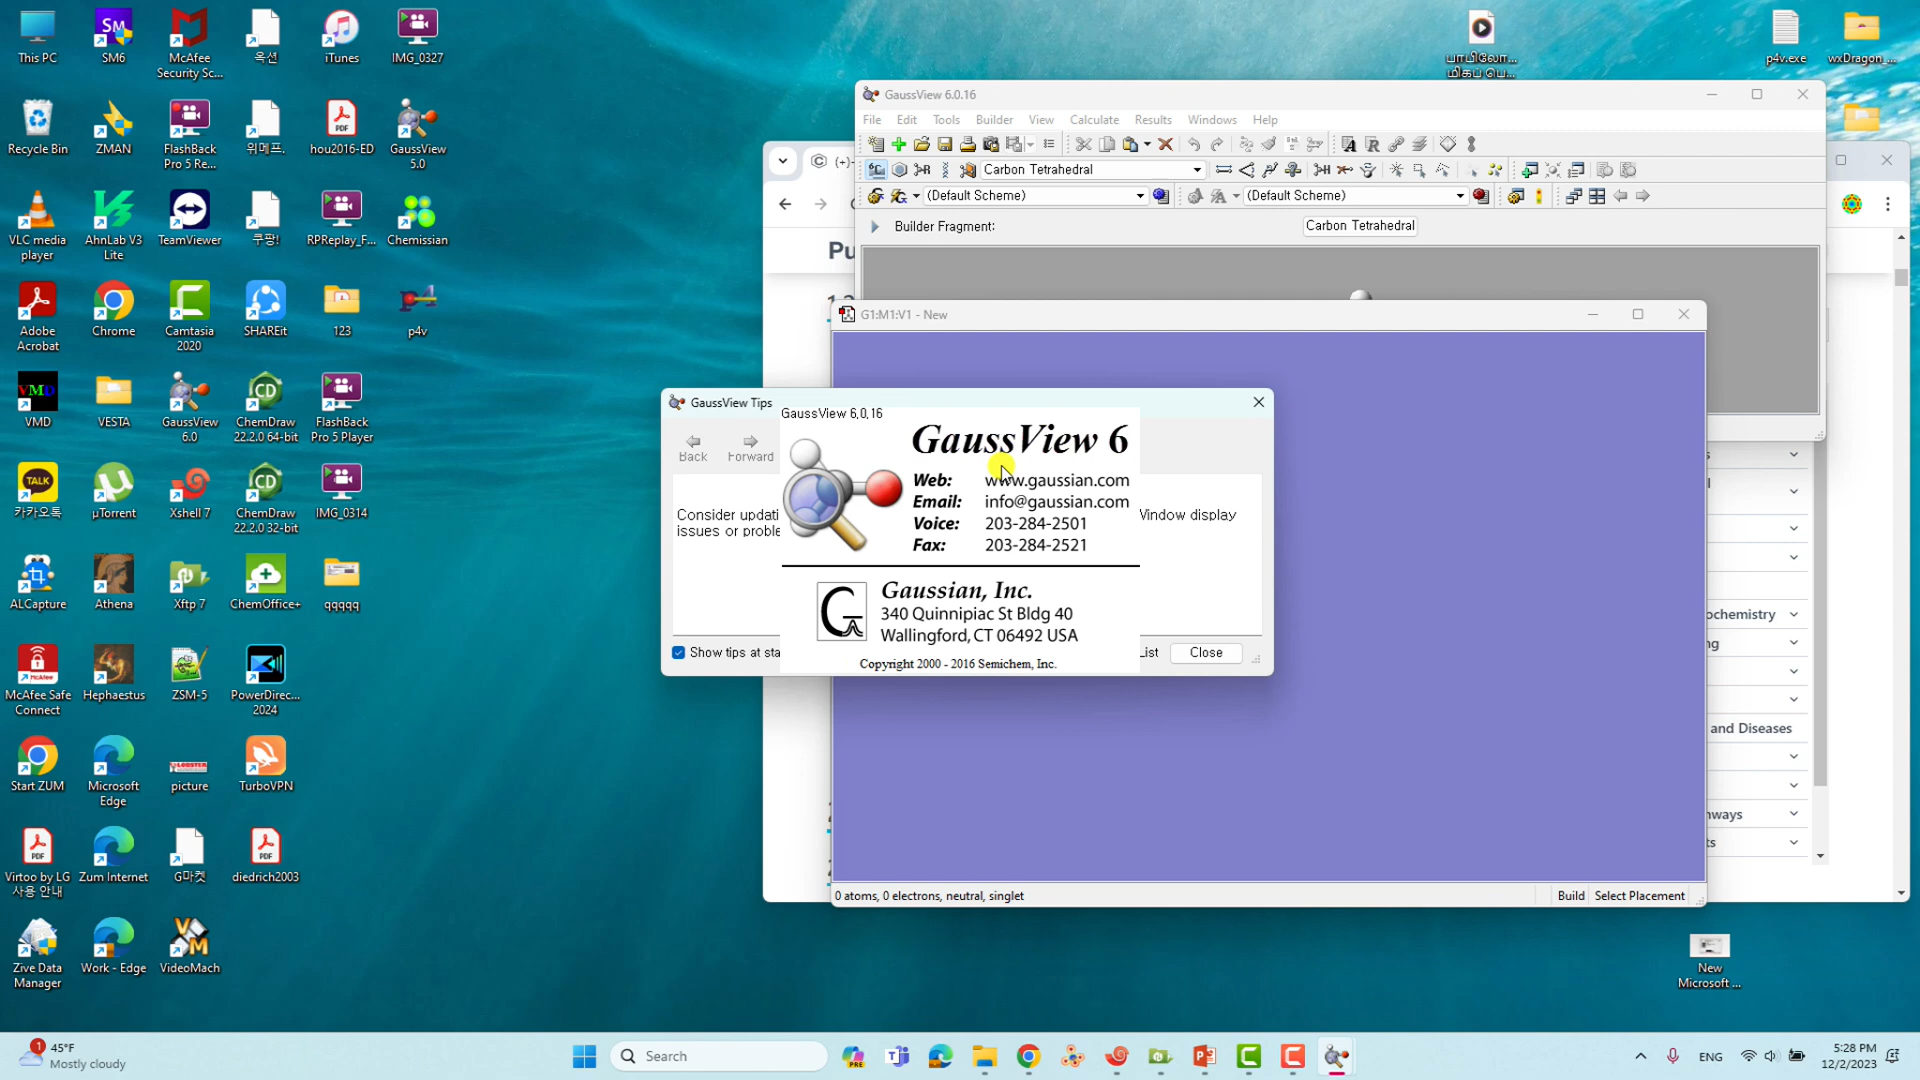 This PC
SM6
McAfee
Security Sc...
옥션
iTunes
IMG_0327
p4v.exe
wxDragon_...
Recycle Bin
ZMAN
FlashBack
Pro 5 Re...
위메프.
hou2016-ED
GaussView
5.0
VLC media
player
AhnLab V3
Lite
TeamViewer
쿠팡!
RPReplay_F...
Chemissian
Adobe
Acrobat
Chrome
Camtasia
2020
SHAREit
123
p4v
VMD
VESTA
GaussView
6.0
ChemDraw
22.2.0 64-bit
FlashBack
Pro 5 Player
카카오톡
µTorrent
Xshell 7
ChemDraw
22.2.0 32-bit
IMG_0314
ALCapture
Athena
Xftp 7
ChemOffice+
qqqqq
McAfee Safe
Connect
Hephaestus
ZSM-5
PowerDirec...
2024
Start ZUM
Microsoft
Edge
picture
TurboVPN
Virtoo by LG
사용 안내
Zum Internet
G마켓
diedrich2003
Zive Data
Manager
Work - Edge
VideoMach
GaussView 6.0.16
File Edit Tools Builder View Calculate Results Windows Help
Carbon Tetrahedral
(Default Scheme) (Default Scheme)
Builder Fragment: Carbon Tetrahedral
Pu
G1:M1:V1 - New
GaussView Tips
Back Forward
Consider updati
issues or proble
Window display
Show tips at sta
List
Close
GaussView 6.0.16
GaussView 6
Web: www.gaussian.com
Email: info@gaussian.com
Voice: 203-284-2501
Fax: 203-284-2521
Gaussian, Inc.
340 Quinnipiac St Bldg 40
Wallingford, CT 06492 USA
Copyright 2000 - 2016 Semichem, Inc.
ochemistry
ng
and Diseases
ways
ts
0 atoms, 0 electrons, neutral, singlet
Build Select Placement
New
Microsoft ...
45°F
Mostly cloudy
Search
ENG
5:28 PM
12/2/2023